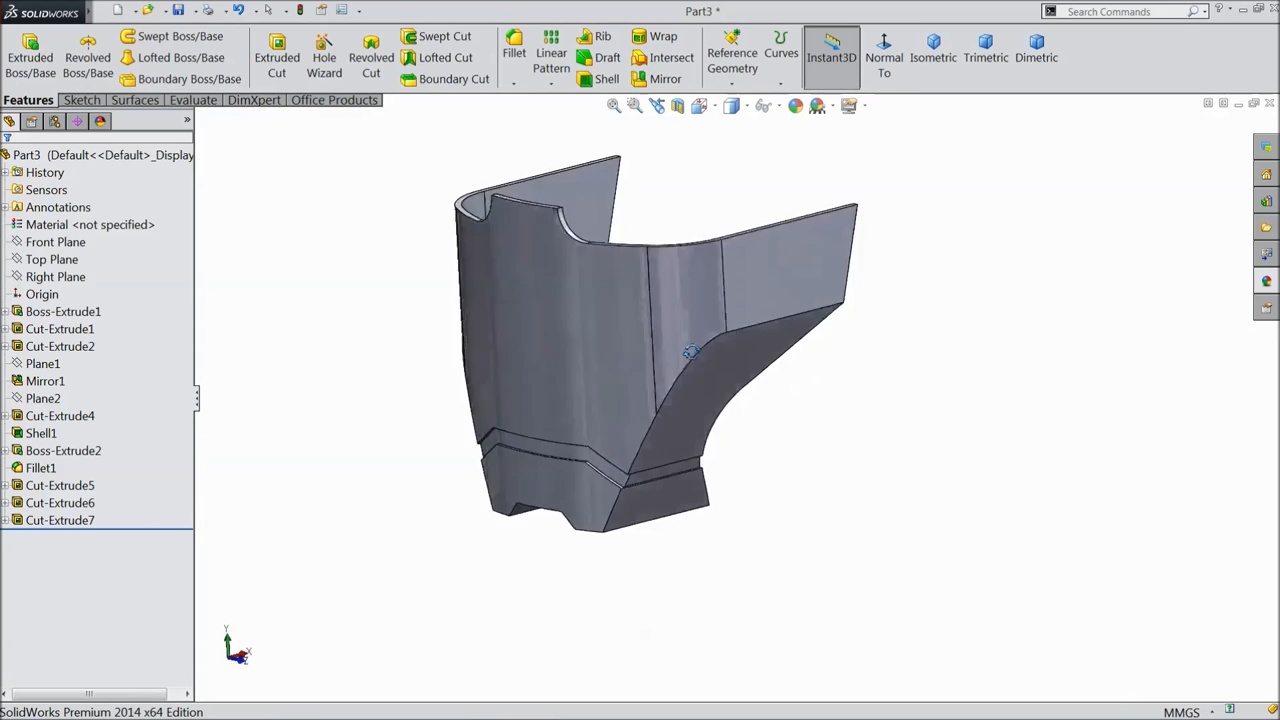 SOLIDWORKS
Part3 *
Search Commands
Extruded Boss/Base
Revolved Boss/Base
Swept Boss/Base
Lofted Boss/Base
Boundary Boss/Base
Extruded Cut
Hole Wizard
Revolved Cut
Swept Cut
Lofted Cut
Boundary Cut
Fillet
Linear Pattern
Rib
Draft
Shell
Wrap
Intersect
Mirror
Reference Geometry
Curves
Instant3D
Normal To
Isometric
Trimetric
Dimetric
Features
Sketch
Surfaces
Evaluate
DimXpert
Office Products
Part3 (Default<<Default>_Display
History
Sensors
Annotations
Material <not specified>
Front Plane
Top Plane
Right Plane
Origin
Boss-Extrude1
Cut-Extrude1
Cut-Extrude2
Plane1
Mirror1
Plane2
Cut-Extrude4
Shell1
Boss-Extrude2
Fillet1
Cut-Extrude5
Cut-Extrude6
Cut-Extrude7
Y
X
Z
SolidWorks Premium 2014 x64 Edition
MMGS